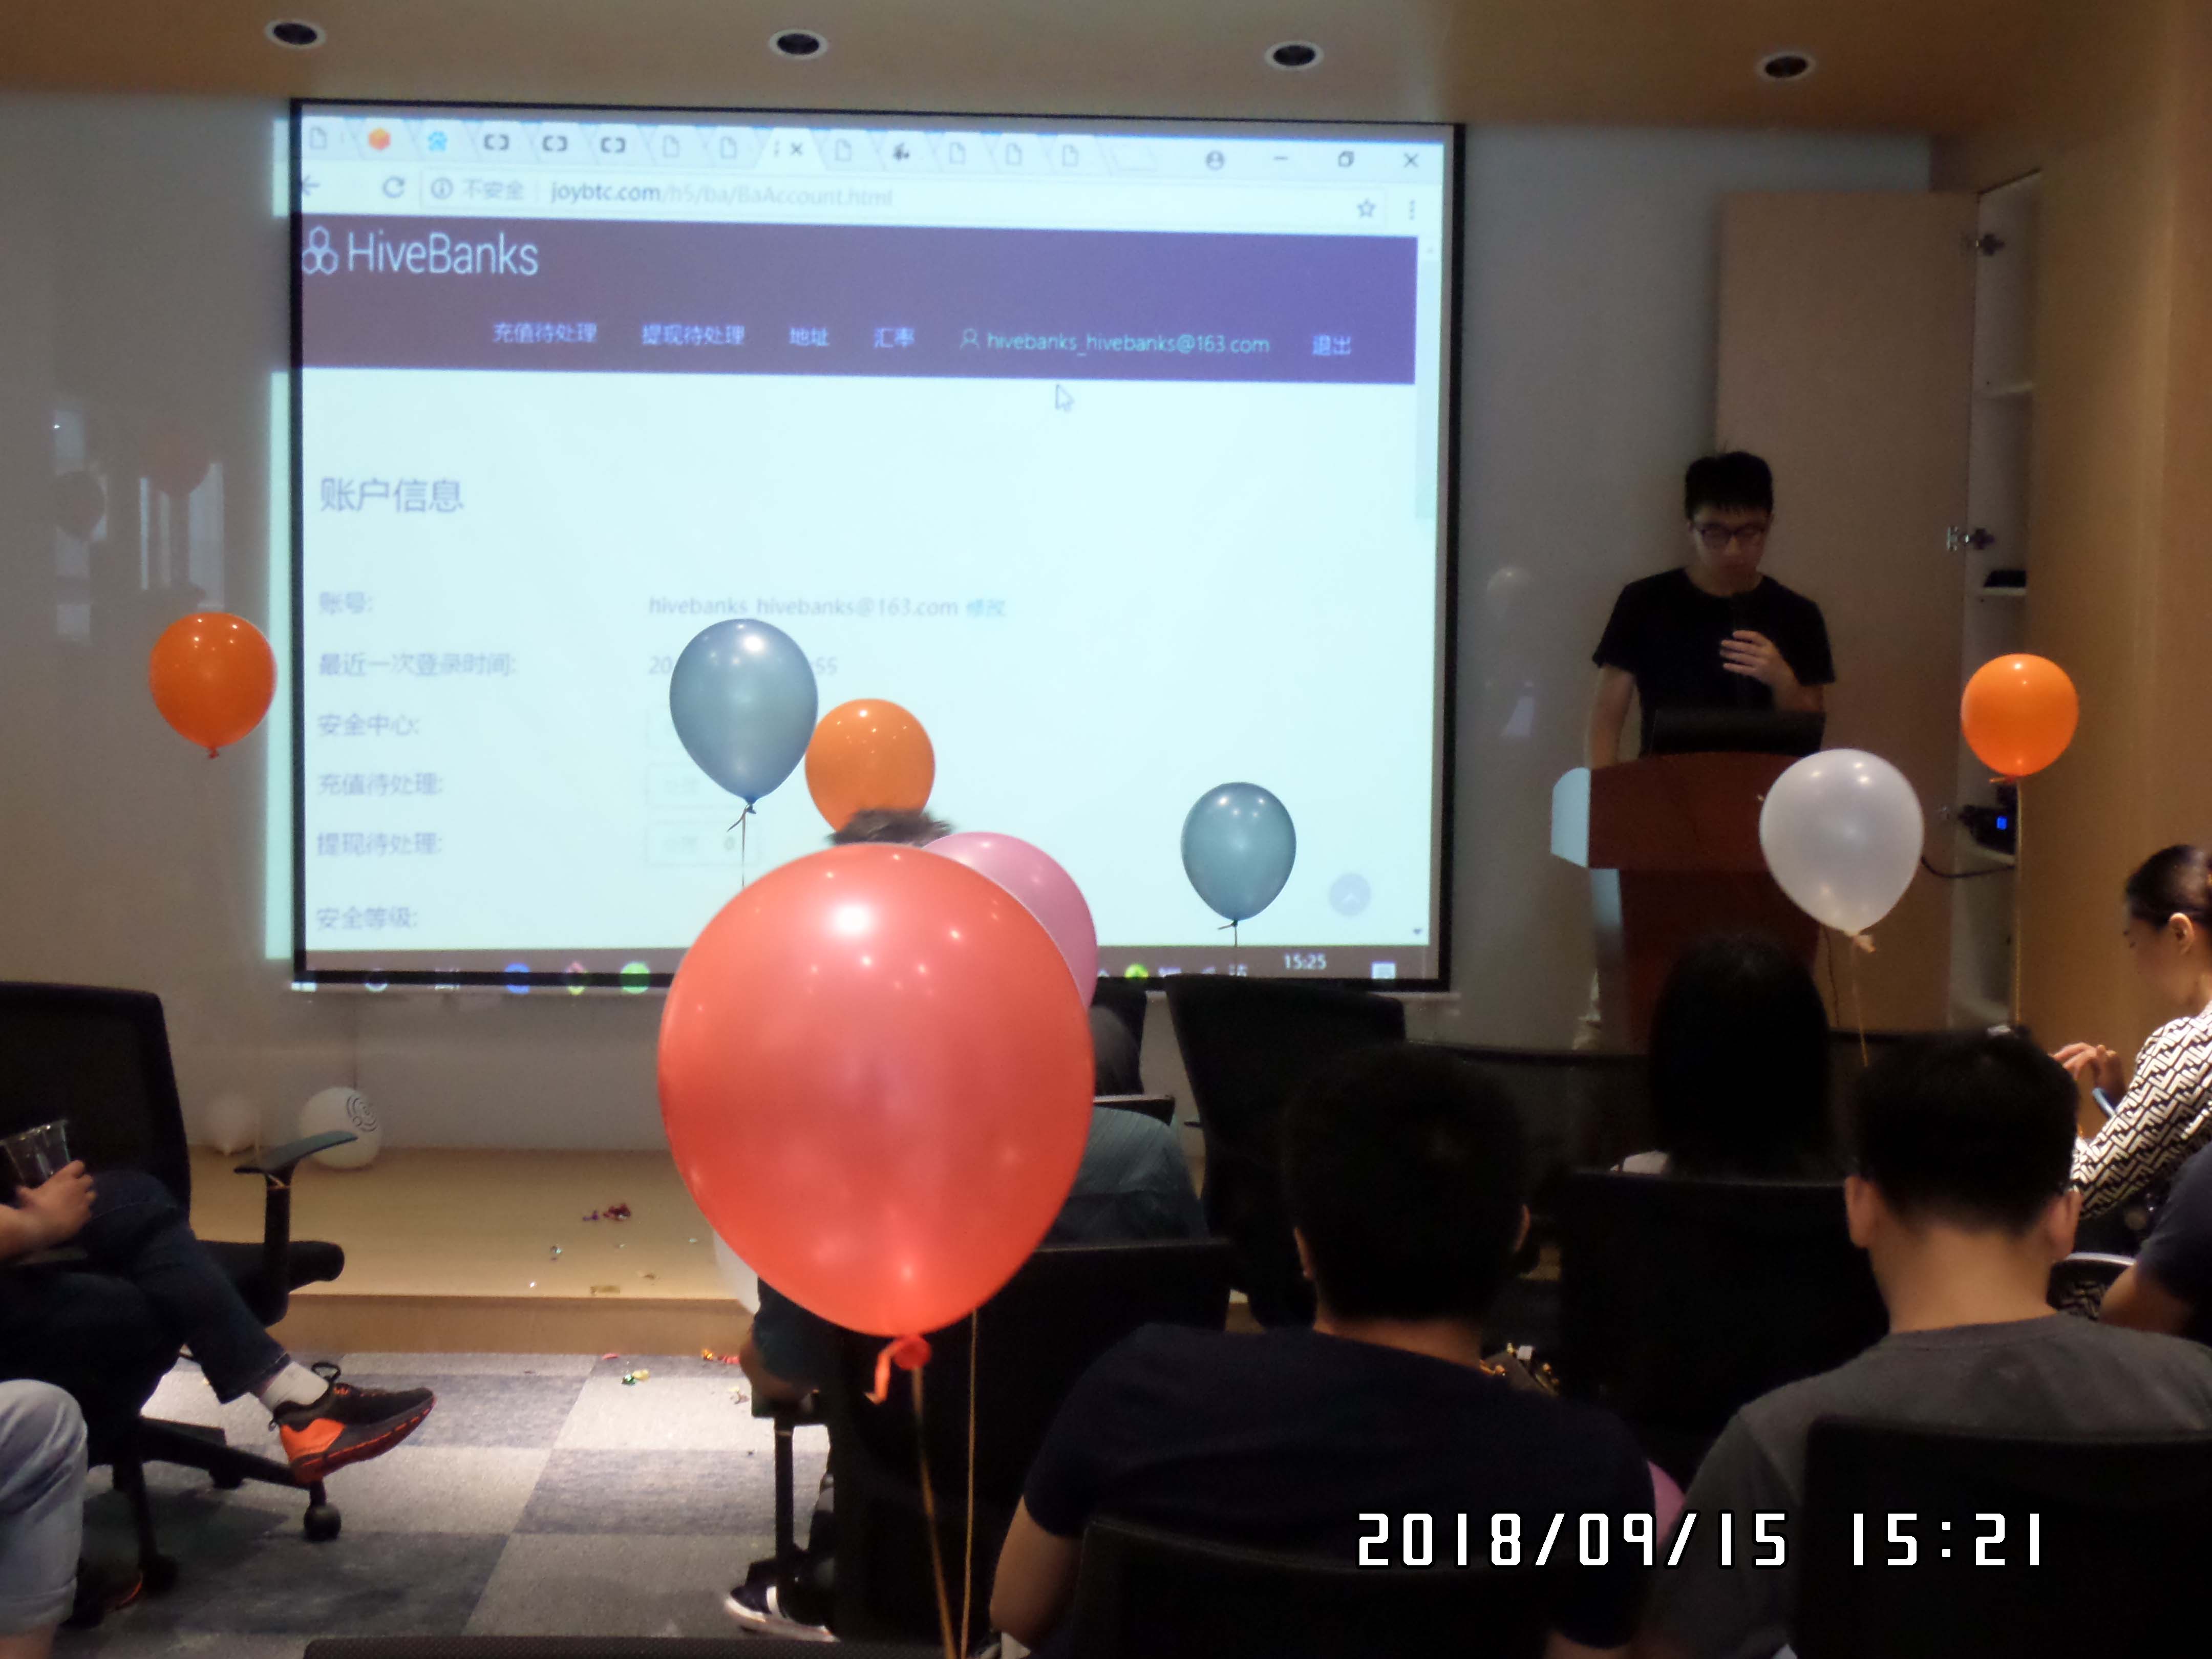 不安全 joybtc.com/h5/ba/BaAccount.html
HiveBanks
充值待处理 提现待处理 地址 汇率 hivebanks_hivebanks@163.com 退出
账户信息
账号: hivebanks_hivebanks@163.com 修改
最近一次登录时间: 20 :55
安全中心:
充值待处理:
提现待处理:
安全等级:
15:25
2018/09/15 15:21